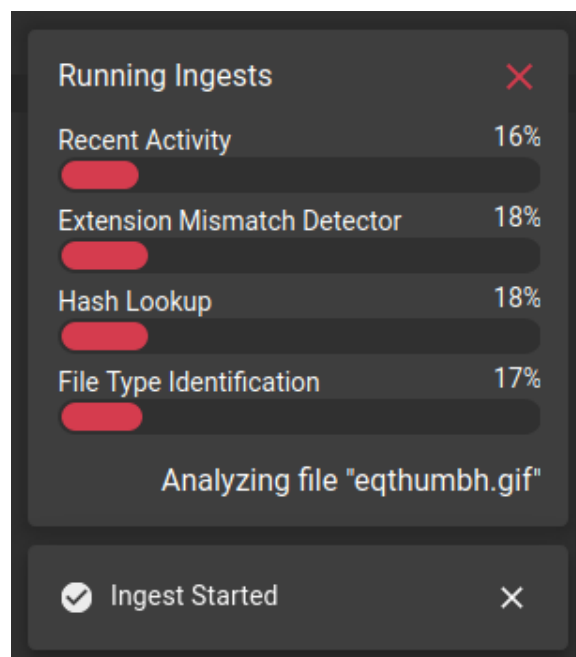 Running Ingests
Recent Activity 16%
Extension Mismatch Detector 18%
Hash Lookup 18%
File Type Identification 17%
Analyzing file "eqthumbh.gif"
Ingest Started